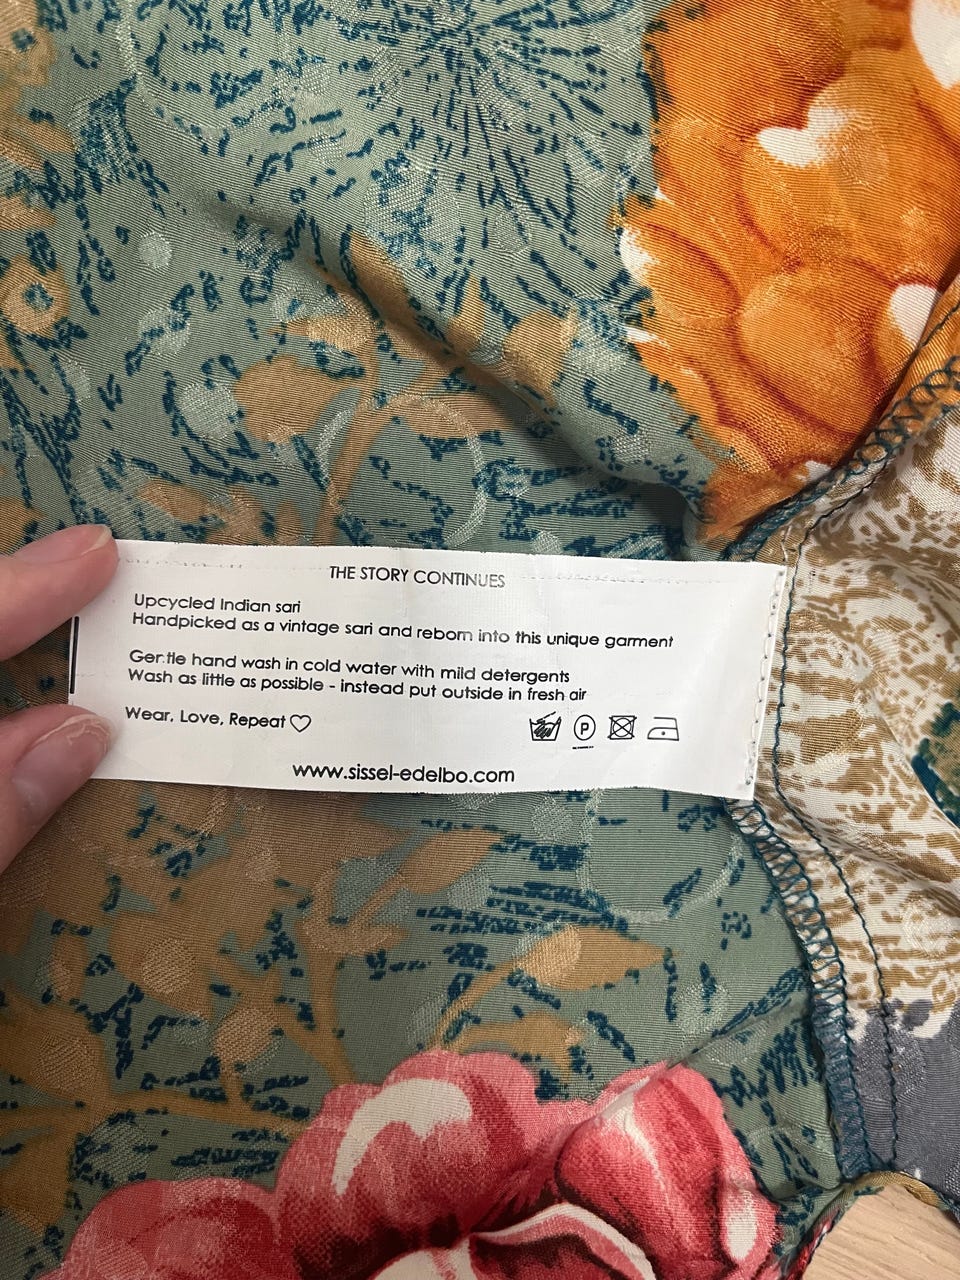 THE STORY CONTINUES
Upcycled Indian sari
Handpicked as a vintage sari and reborn into this unique garment
Gentle hand wash in cold water with mild detergents
Wash as little as possible - instead put outside in fresh air
Wear, Love, Repeat♡
P
www.sissel-edelbo.com